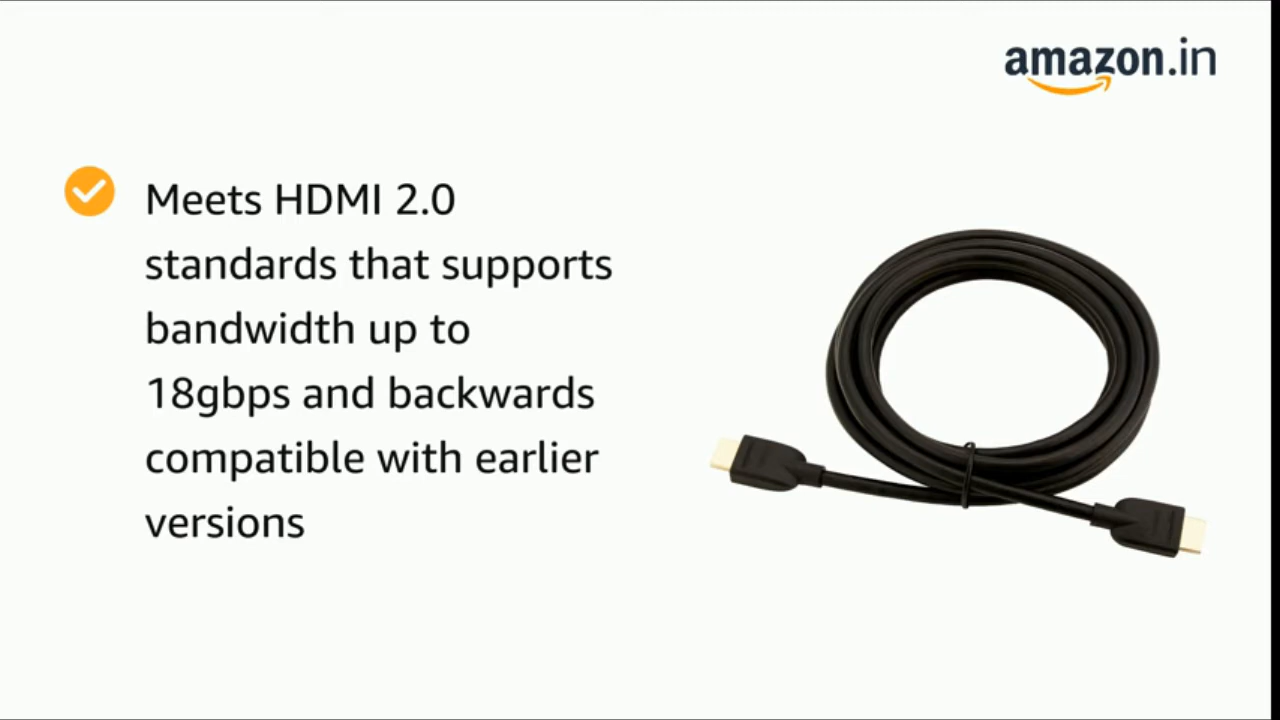 amazon.in
Meets HDMI 2.0
standards that supports
bandwidth up to
18gbps and backwards
compatible with earlier
versions